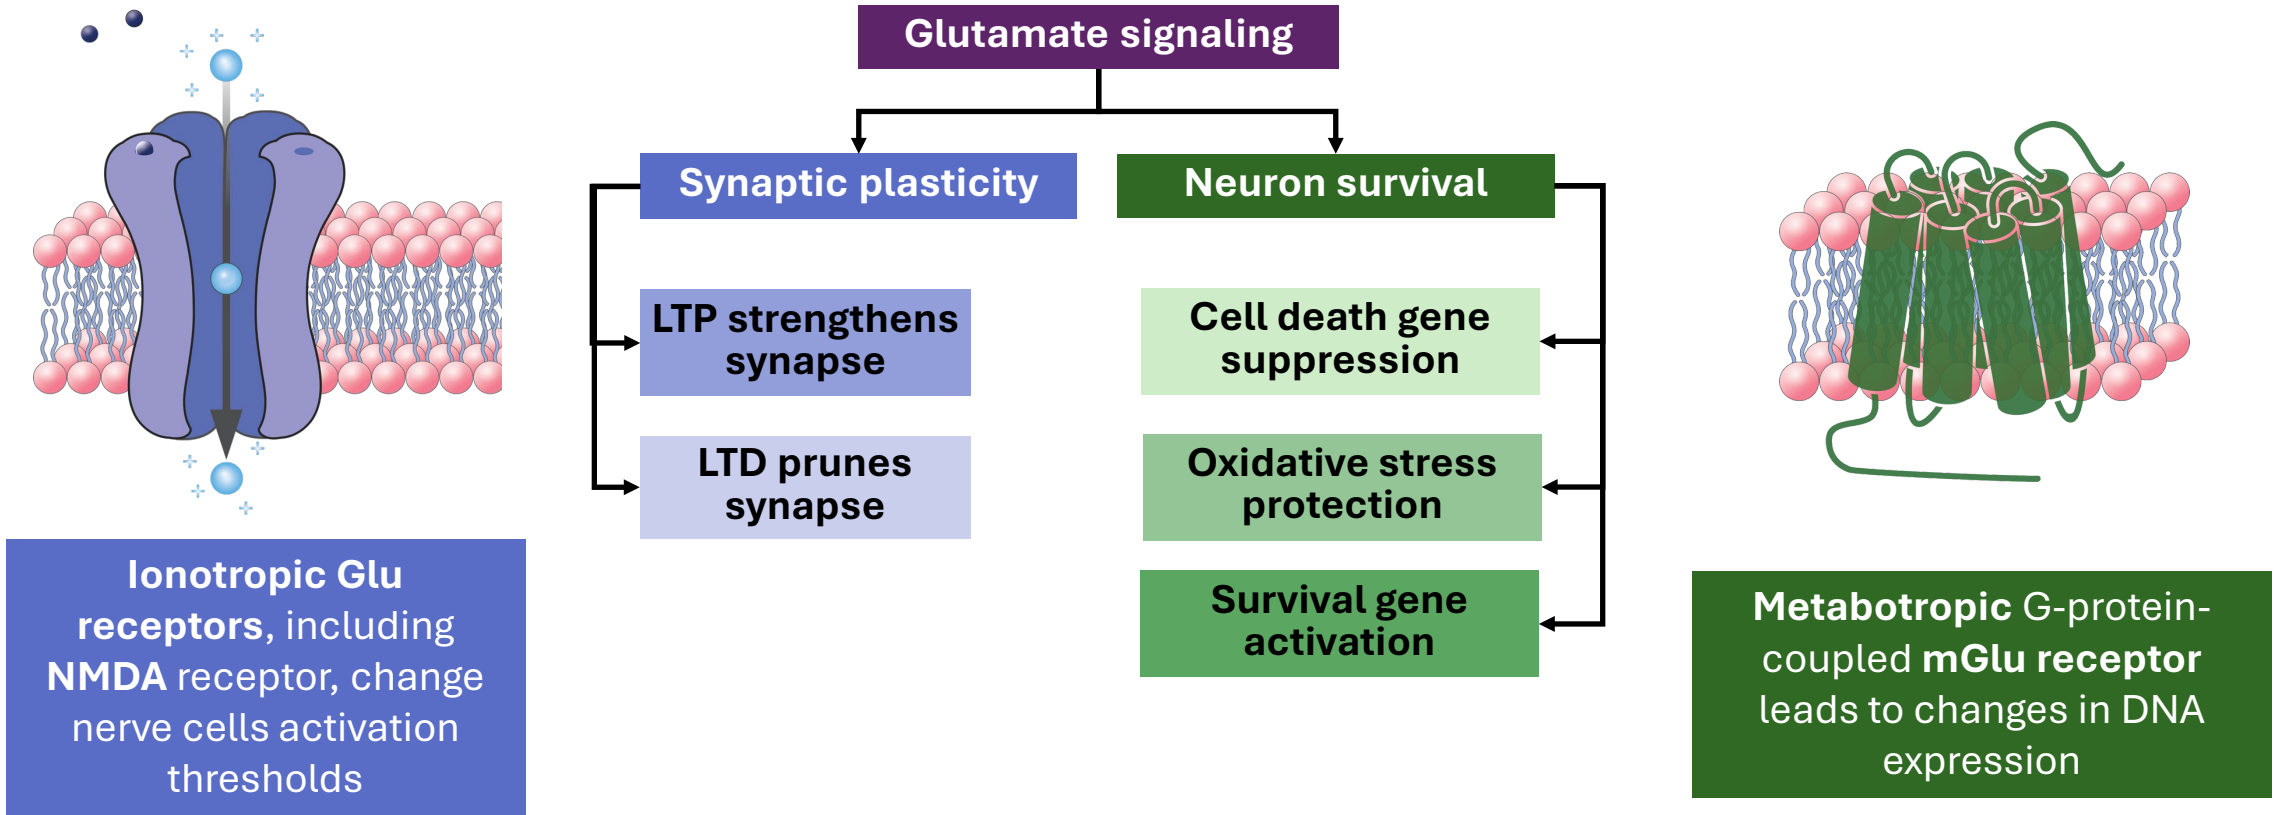 Glutamate signaling
Synaptic plasticity
Neuron survival
LTP strengthens
synapse
LTD prunes
synapse
Cell death gene
suppression
Oxidative stress
protection
Survival gene
activation
Ionotropic Glu
receptors, including
NMDA receptor, change
nerve cells activation
thresholds
Metabotropic G-protein-
coupled mGlu receptor
leads to changes in DNA
expression